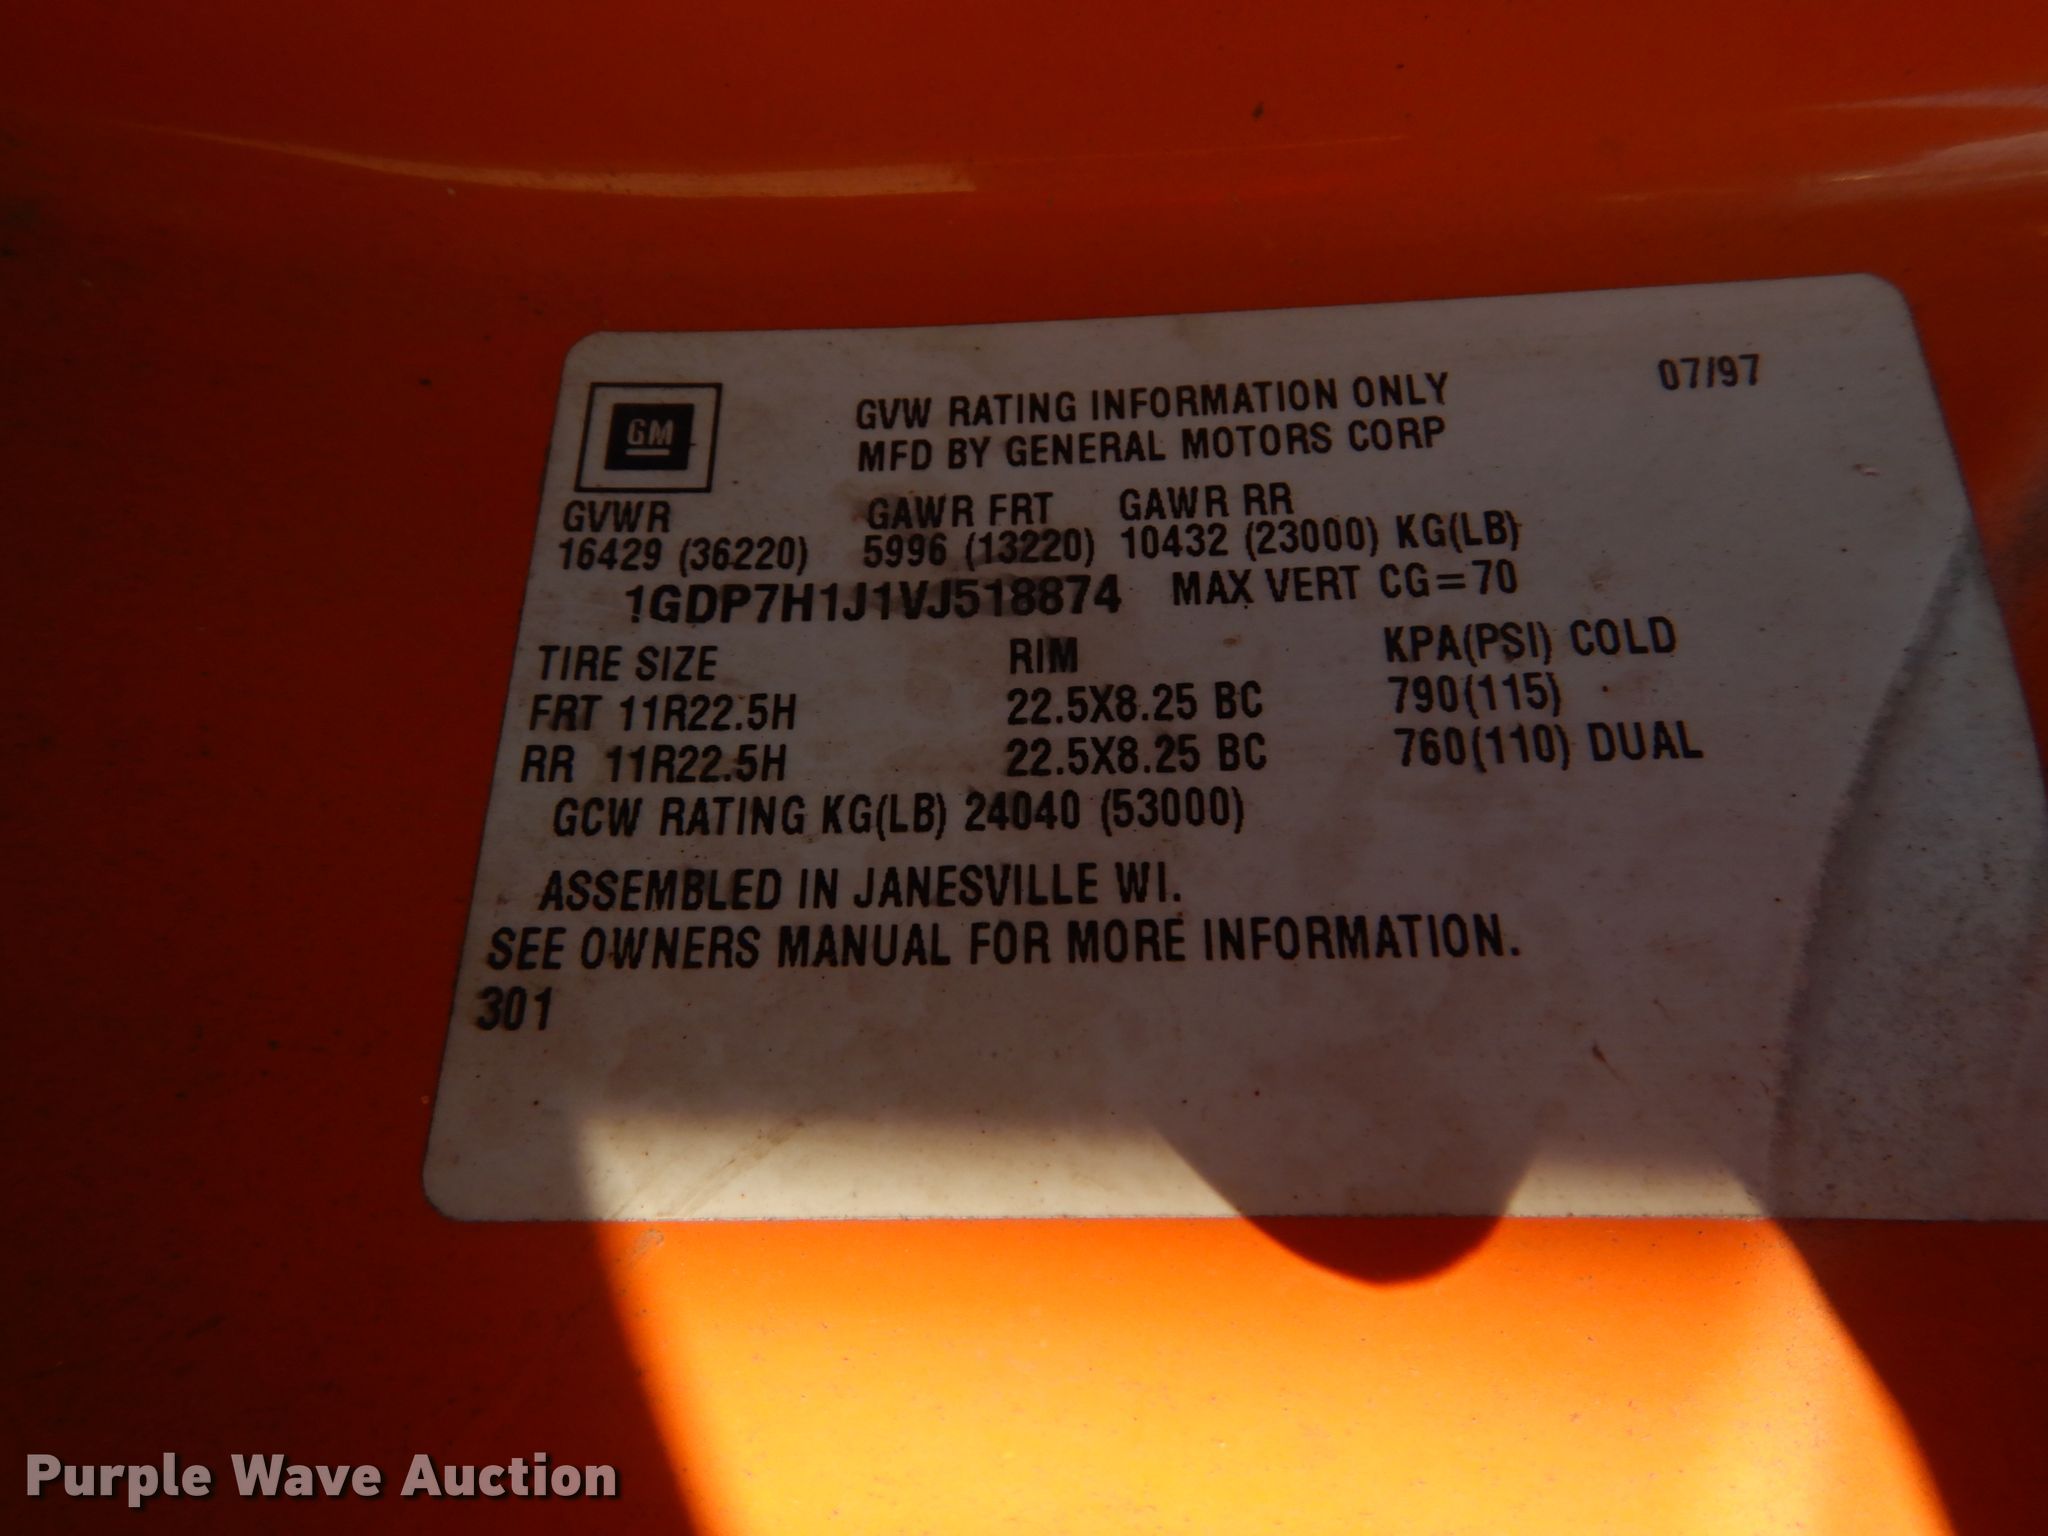 GM
GVW RATING INFORMATION ONLY
07/97
MFD BY GENERAL MOTORS CORP
GVWR GAWR FRT GAWR RR
16429 (36220) 5996 (13220) 10432 (23000) KG(LB)
1GDP7H1J1VJ518874 MAX VERT CG=70
TIRE SIZE RIM KPA(PSI) COLD
FRT 11R22.5H 22.5X8.25 BC 790(115)
RR 11R22.5H 22.5X8.25 BC 760(110) DUAL
GCW RATING KG(LB) 24040 (53000)
ASSEMBLED IN JANESVILLE WI.
SEE OWNERS MANUAL FOR MORE INFORMATION.
301
Purple Wave Auction